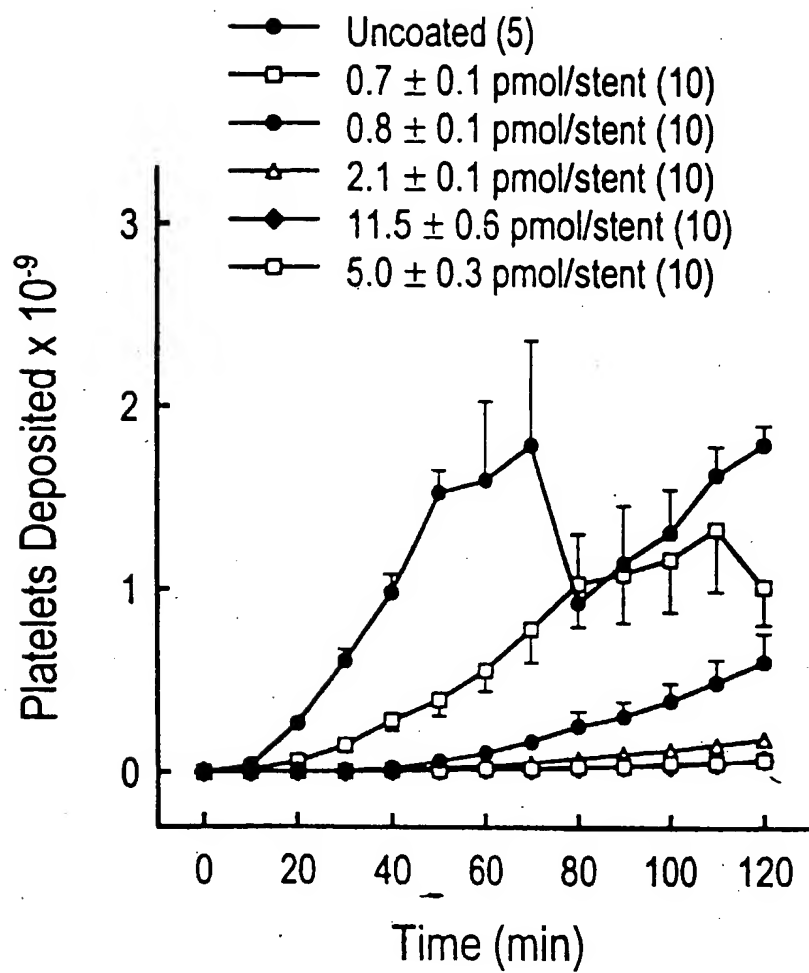 Uncoated (5)
0.7 ± 0.1 pmol/stent (10)
0.8 ± 0.1 pmol/stent (10)
2.1 ± 0.1 pmol/stent (10)
11.5 ± 0.6 pmol/stent (10)
5.0 ± 0.3 pmol/stent (10)
Platelets Deposited x 10⁻⁹
3
2
1
0
0 20 40 60 80 100 120
Time (min)